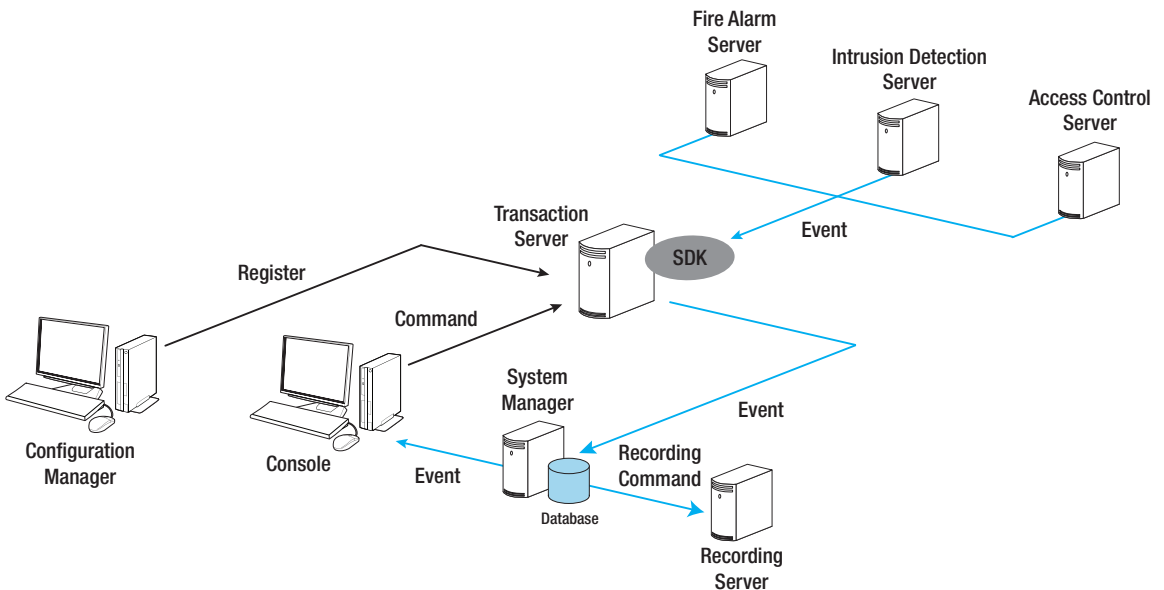 Fire Alarm
Server
Intrusion Detection
Server
Access Control
Server
Transaction
Server
SDK
Event
Register
Command
System
Manager
Event
Configuration
Manager
Console
Event
Recording
Command
Database
Recording
Server